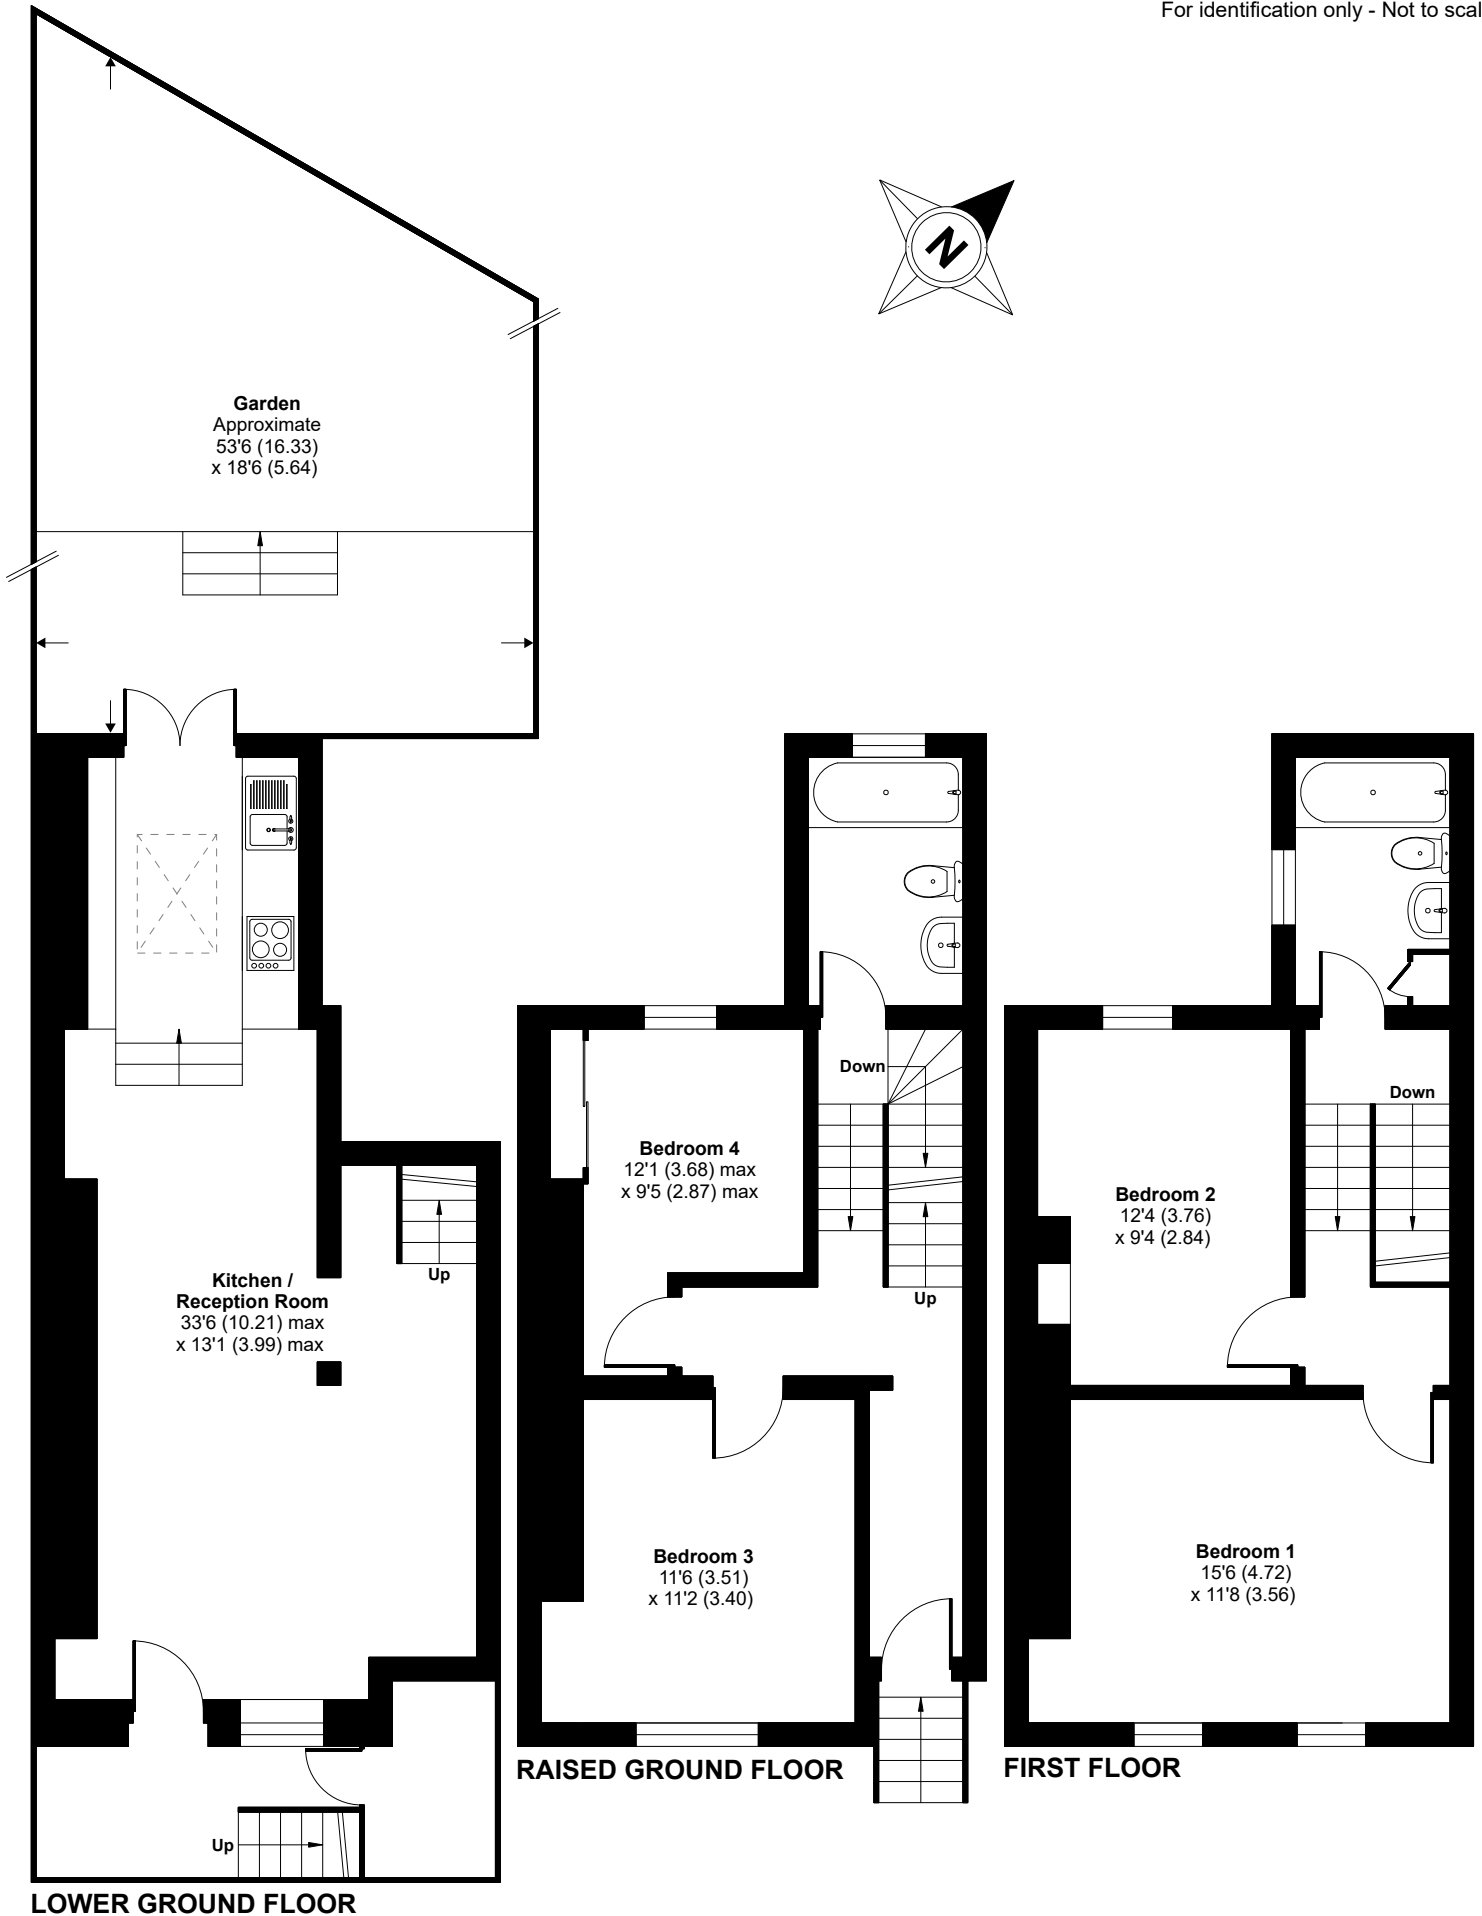 For identification only - Not to scal
N
Garden
Approximate
53'6 (16.33)
x 18'6 (5.64)
Kitchen /
Reception Room
33'6 (10.21) max
x 13'1 (3.99) max
Up
Up
LOWER GROUND FLOOR
Down
Bedroom 4
12'1 (3.68) max
x 9'5 (2.87) max
Up
Bedroom 3
11'6 (3.51)
x 11'2 (3.40)
RAISED GROUND FLOOR
Down
Bedroom 2
12'4 (3.76)
x 9'4 (2.84)
Bedroom 1
15'6 (4.72)
x 11'8 (3.56)
FIRST FLOOR